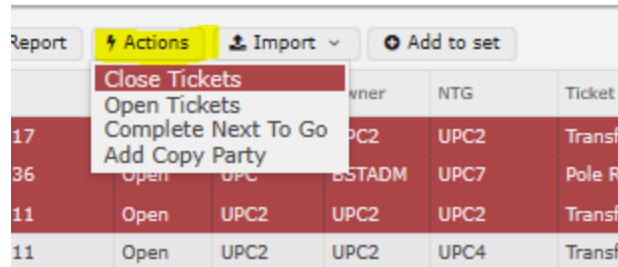 Report Actions Import Add to set
Close Tickets
Open Tickets
Complete Next To Go
Add Copy Party
wner NTG Ticket
17 PC2 UPC2 Transf
36 Open UPC BSTADM UPC7 Pole R
11 Open UPC2 UPC2 UPC2 Transf
11 Open UPC2 UPC2 UPC4 Transf